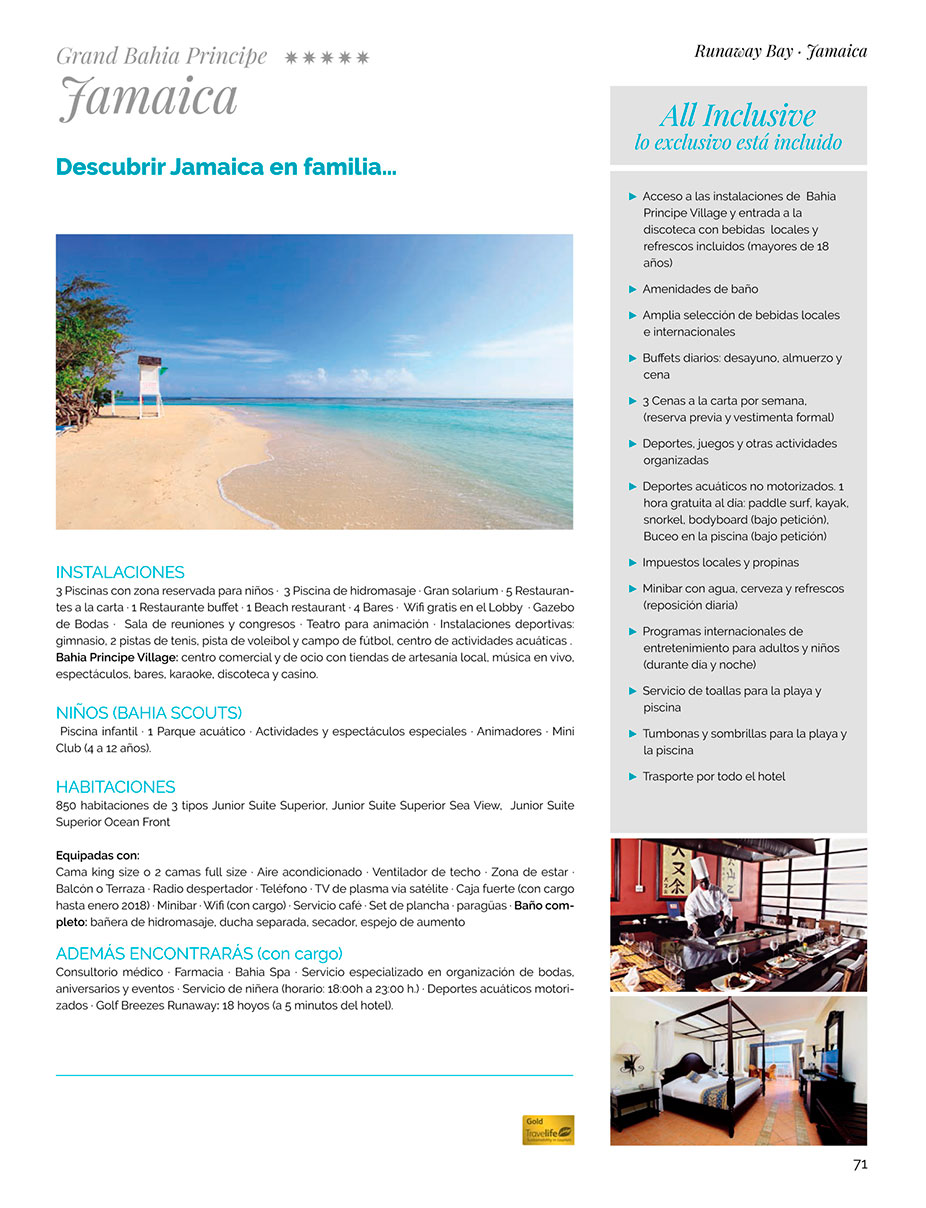 Grand Bahia Principe ✷✷✷✷✷
Jamaica
Runaway Bay · Jamaica
Descubrir Jamaica en familia...
INSTALACIONES
3 Piscinas con zona reservada para niños · 3 Piscina de hidromasaje · Gran solarium · 5 Restauran-
tes a la carta · 1 Restaurante buffet · 1 Beach restaurant · 4 Bares · Wifi gratis en el Lobby · Gazebo
de Bodas · Sala de reuniones y congresos · Teatro para animación · Instalaciones deportivas:
gimnasio, 2 pistas de tenis, pista de voleibol y campo de fútbol, centro de actividades acuáticas .
Bahia Principe Village: centro comercial y de ocio con tiendas de artesanía local, música en vivo,
espectáculos, bares, karaoke, discoteca y casino.
NIÑOS (BAHIA SCOUTS)
Piscina infantil · 1 Parque acuático · Actividades y espectáculos especiales · Animadores · Mini
Club (4 a 12 años).
HABITACIONES
850 habitaciones de 3 tipos Junior Suite Superior, Junior Suite Superior Sea View, Junior Suite
Superior Ocean Front
Equipadas con:
Cama king size o 2 camas full size · Aire acondicionado · Ventilador de techo · Zona de estar ·
Balcón o Terraza · Radio despertador · Teléfono · TV de plasma vía satélite · Caja fuerte (con cargo
hasta enero 2018) · Minibar · Wifi (con cargo) · Servicio café · Set de plancha · paragüas · Baño com-
pleto: bañera de hidromasaje, ducha separada, secador, espejo de aumento
ADEMÁS ENCONTRARÁS (con cargo)
Consultorio médico · Farmacia · Bahia Spa · Servicio especializado en organización de bodas,
aniversarios y eventos · Servicio de niñera (horario: 18:00h a 23:00 h.) · Deportes acuáticos motori-
zados · Golf Breezes Runaway: 18 hoyos (a 5 minutos del hotel).
Gold
Travelife
Sustainability in tourism
All Inclusive
lo exclusivo está incluido
► Acceso a las instalaciones de Bahia
Principe Village y entrada a la
discoteca con bebidas locales y
refrescos incluidos (mayores de 18
años)
► Amenidades de baño
► Amplia selección de bebidas locales
e internacionales
► Buffets diarios: desayuno, almuerzo y
cena
► 3 Cenas a la carta por semana,
(reserva previa y vestimenta formal)
► Deportes, juegos y otras actividades
organizadas
► Deportes acuáticos no motorizados. 1
hora gratuita al día: paddle surf, kayak,
snorkel, bodyboard (bajo petición),
Buceo en la piscina (bajo petición)
► Impuestos locales y propinas
► Minibar con agua, cerveza y refrescos
(reposición diaria)
► Programas internacionales de
entretenimiento para adultos y niños
(durante día y noche)
► Servicio de toallas para la playa y
piscina
► Tumbonas y sombrillas para la playa y
la piscina
► Trasporte por todo el hotel
71